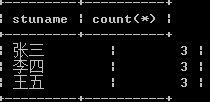 +---------+----------+
| stuname | count(*) |
+---------+----------+
| 张三 | 3 |
| 李四 | 3 |
| 王五 | 3 |
+---------+----------+